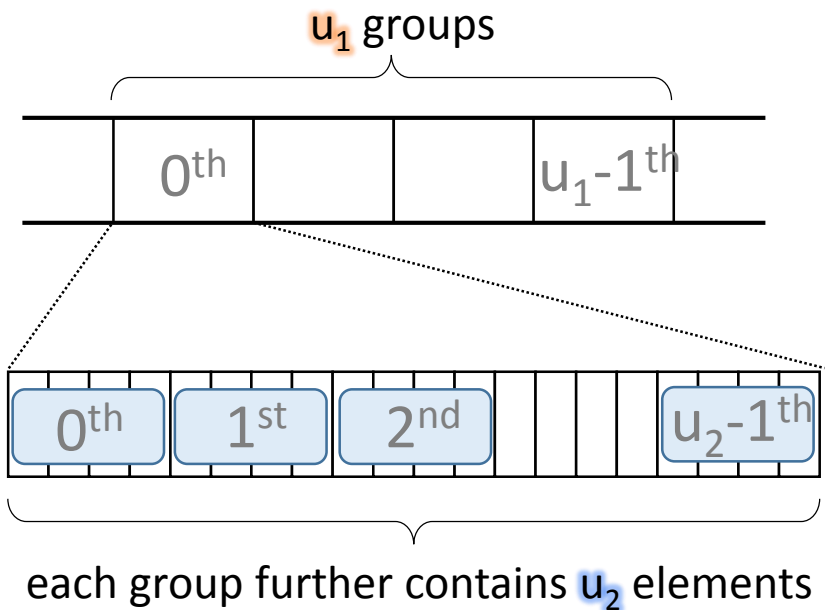 u₁ groups
0ᵗʰ u₁-1ᵗʰ
0ᵗʰ 1ˢᵗ 2ⁿᵈ u₂-1ᵗʰ
each group further contains u₂ elements